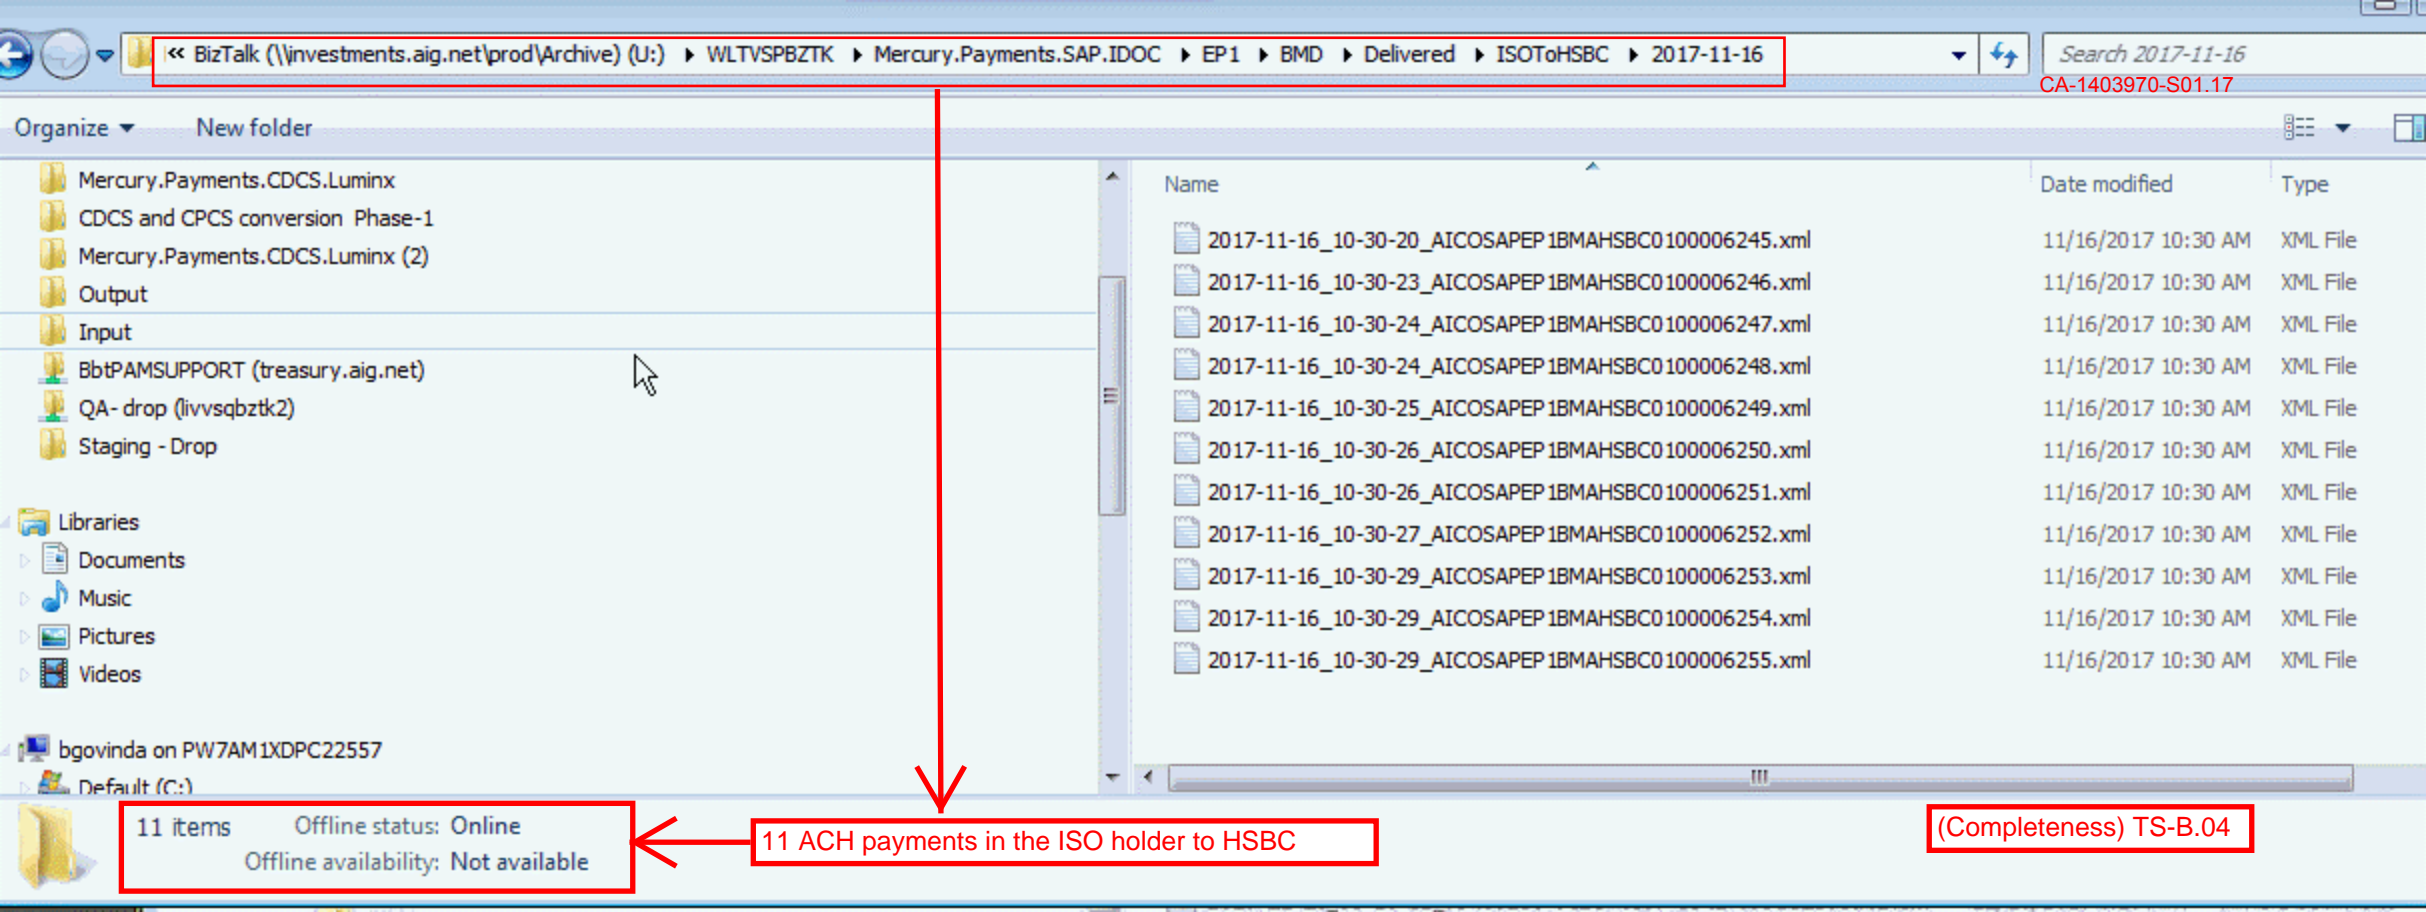 « BizTalk (\\investments.aig.net\prod\Archive) (U:) WLTVSPBZTK Mercury.Payments.SAP.IDOC EP1 BMD Delivered ISOToHSBC 2017-11-16
Search 2017-11-16
CA-1403970-S01.17
Organize New folder
Mercury.Payments.CDCS.Luminx
CDCS and CPCS conversion Phase-1
Mercury.Payments.CDCS.Luminx (2)
Output
Input
BbtPAMSUPPORT (treasury.aig.net)
QA- drop (livvsqbztk2)
Staging - Drop
Libraries
Documents
Music
Pictures
Videos
bgovinda on PW7AM1XDPC22557
Default (C:)
Name Date modified Type
2017-11-16_10-30-20_AICOSAPEP1BMAHSBC0100006245.xml 11/16/2017 10:30 AM XML File
2017-11-16_10-30-23_AICOSAPEP1BMAHSBC0100006246.xml 11/16/2017 10:30 AM XML File
2017-11-16_10-30-24_AICOSAPEP1BMAHSBC0100006247.xml 11/16/2017 10:30 AM XML File
2017-11-16_10-30-24_AICOSAPEP1BMAHSBC0100006248.xml 11/16/2017 10:30 AM XML File
2017-11-16_10-30-25_AICOSAPEP1BMAHSBC0100006249.xml 11/16/2017 10:30 AM XML File
2017-11-16_10-30-26_AICOSAPEP1BMAHSBC0100006250.xml 11/16/2017 10:30 AM XML File
2017-11-16_10-30-26_AICOSAPEP1BMAHSBC0100006251.xml 11/16/2017 10:30 AM XML File
2017-11-16_10-30-27_AICOSAPEP1BMAHSBC0100006252.xml 11/16/2017 10:30 AM XML File
2017-11-16_10-30-29_AICOSAPEP1BMAHSBC0100006253.xml 11/16/2017 10:30 AM XML File
2017-11-16_10-30-29_AICOSAPEP1BMAHSBC0100006254.xml 11/16/2017 10:30 AM XML File
2017-11-16_10-30-29_AICOSAPEP1BMAHSBC0100006255.xml 11/16/2017 10:30 AM XML File
11 items Offline status: Online
Offline availability: Not available
11 ACH payments in the ISO holder to HSBC
(Completeness) TS-B.04